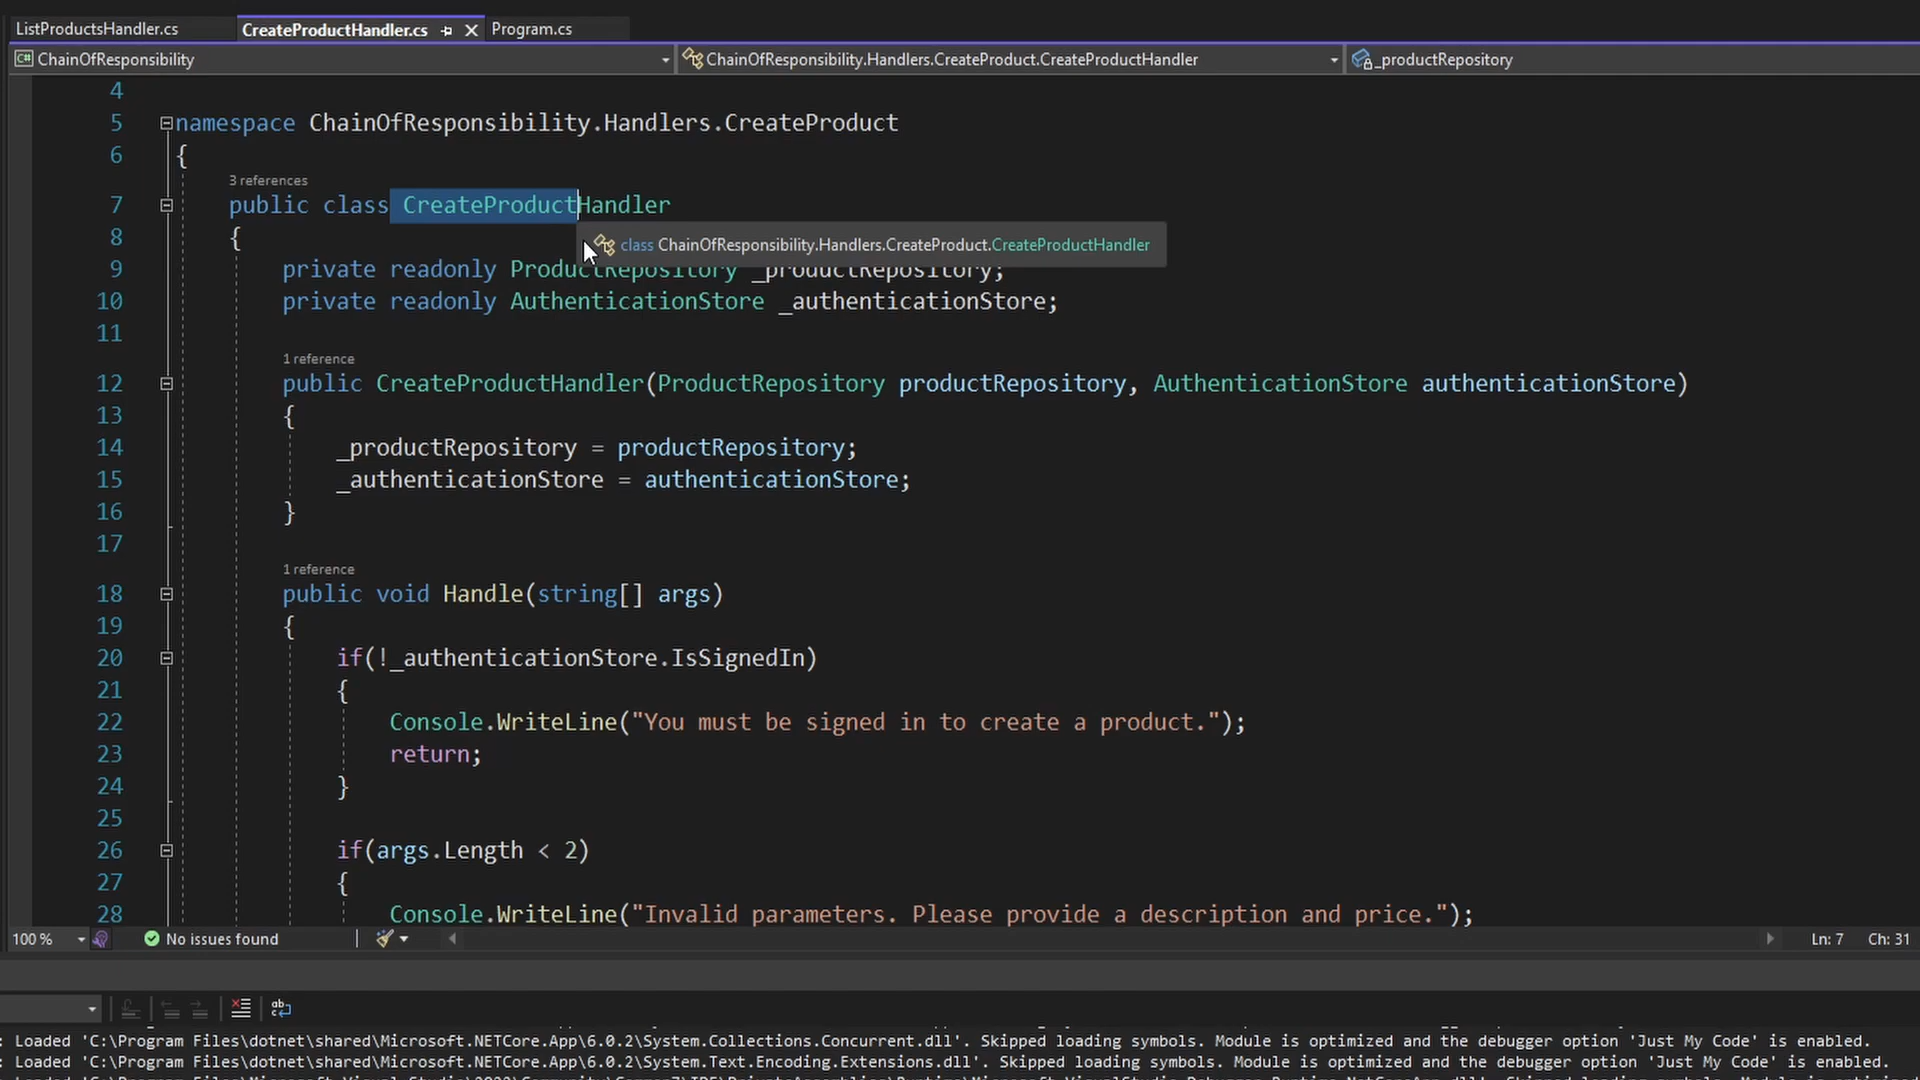 ListProductsHandler.cs CreateProductHandler.cs Program.cs
C# ChainOfResponsibility ChainOfResponsibility.Handlers.CreateProduct.CreateProductHandler _productRepository
4
5 namespace ChainOfResponsibility.Handlers.CreateProduct
6 {
3 references
7 public class CreateProductHandler
8 {
class ChainOfResponsibility.Handlers.CreateProduct.CreateProductHandler
9 private readonly ProductRepository _productRepository;
10 private readonly AuthenticationStore _authenticationStore;
11
1 reference
12 public CreateProductHandler(ProductRepository productRepository, AuthenticationStore authenticationStore)
13 {
14 _productRepository = productRepository;
15 _authenticationStore = authenticationStore;
16 }
17
1 reference
18 public void Handle(string[] args)
19 {
20 if(!_authenticationStore.IsSignedIn)
21 {
22 Console.WriteLine("You must be signed in to create a product.");
23 return;
24 }
25
26 if(args.Length < 2)
27 {
28 Console.WriteLine("Invalid parameters. Please provide a description and price.");
100 % No issues found Ln: 7 Ch: 31
: Loaded 'C:\Program Files\dotnet\shared\Microsoft.NETCore.App\6.0.2\System.Collections.Concurrent.dll'. Skipped loading symbols. Module is optimized and the debugger option 'Just My Code' is enabled.
: Loaded 'C:\Program Files\dotnet\shared\Microsoft.NETCore.App\6.0.2\System.Text.Encoding.Extensions.dll'. Skipped loading symbols. Module is optimized and the debugger option 'Just My Code' is enabled.